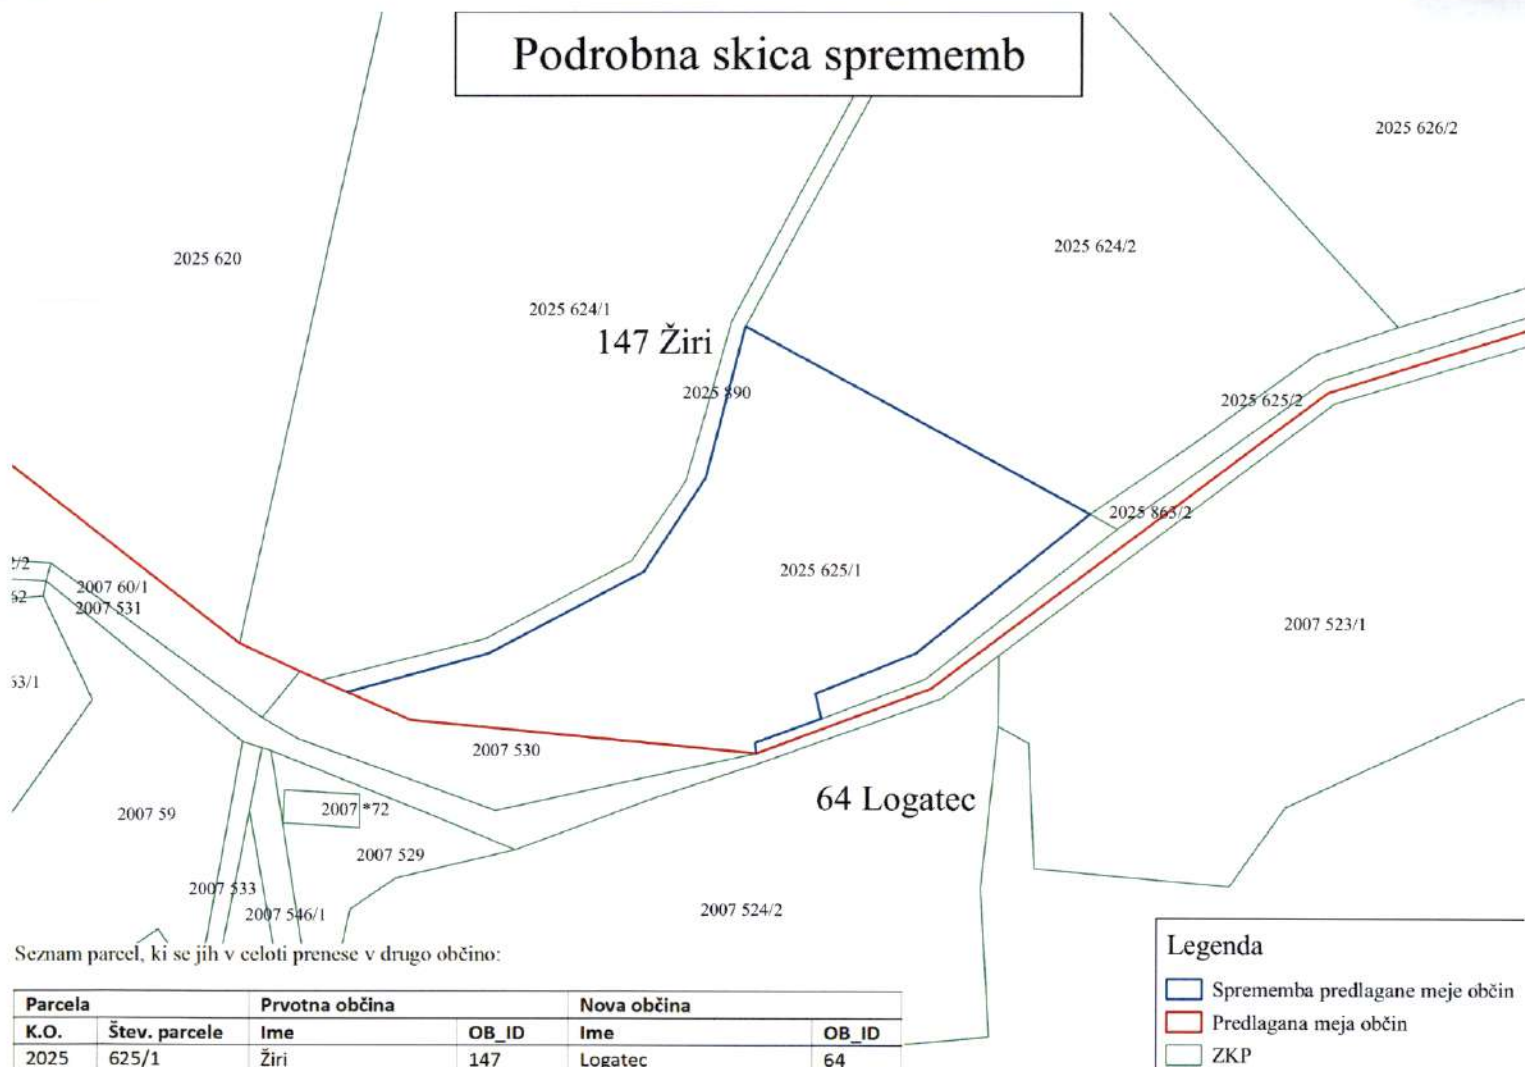 Podrobna skica sprememb
2025 626/2
2025 624/2
2025 620
2025 624/1
147 Žiri
2025 890
2025 625/2
2025 863/2
2025 625/1
2007 60/1
2007 531
2007 523/1
53/1
2007 530
64 Logatec
2007 59
2007 *72
2007 529
2007 533
2007 546/1
2007 524/2
Seznam parcel, ki se jih v celoti prenese v drugo občino:
Parcela Prvotna občina Nova občina
K.O. Štev. parcele Ime OB_ID Ime OB_ID
2025 625/1 Žiri 147 Logatec 64
Legenda
Sprememba predlagane meje občin
Predlagana meja občin
ZKP